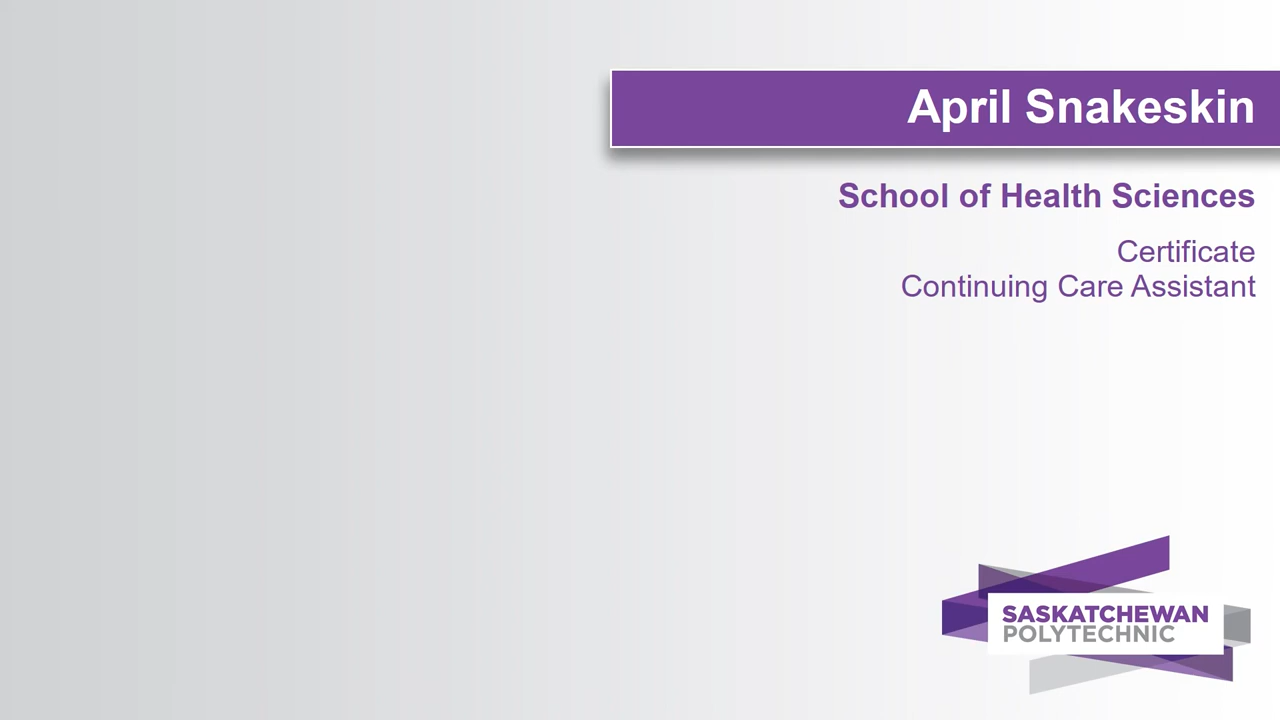 April Snakeskin
School of Health Sciences
Certificate
Continuing Care Assistant
SASKATCHEWAN
POLYTECHNIC